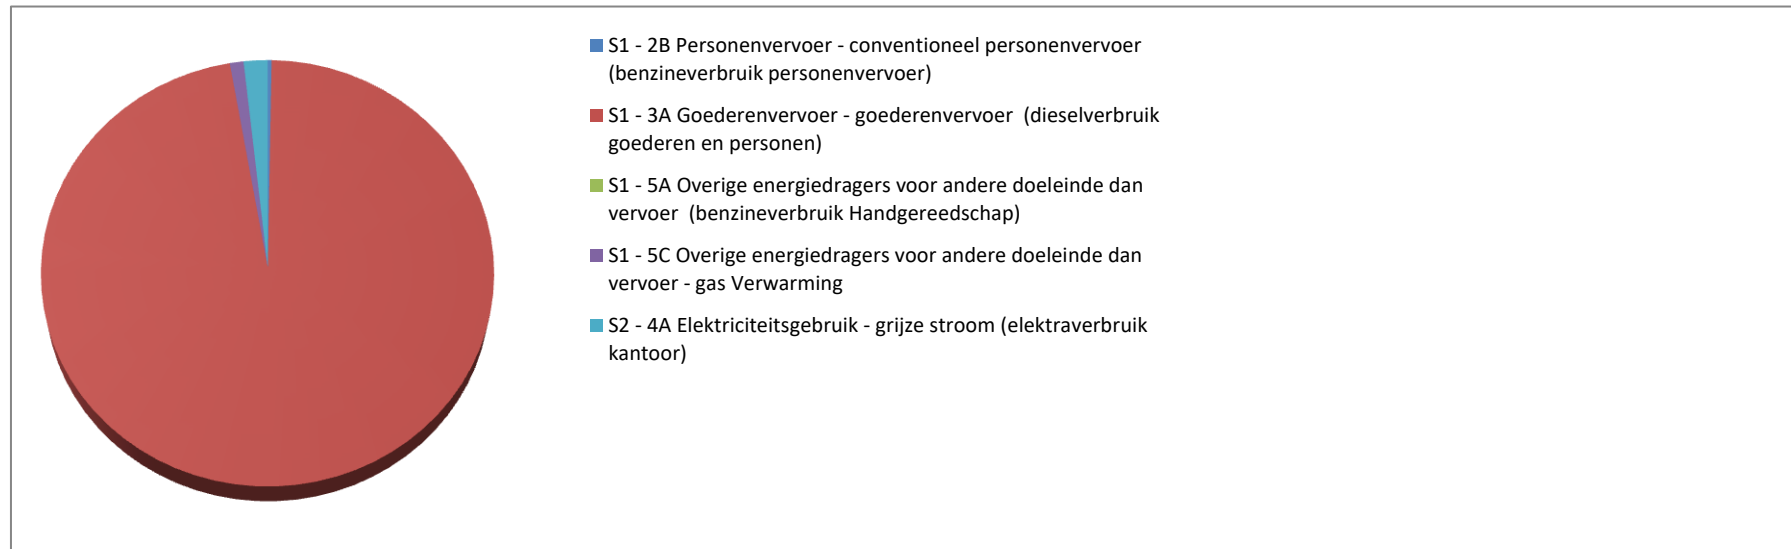 S1 - 2B Personenvervoer - conventioneel personenvervoer
(benzineverbruik personenvervoer)
S1 - 3A Goederenvervoer - goederenvervoer  (dieselverbruik
goederen en personen)
S1 - 5A Overige energiedragers voor andere doeleinde dan
vervoer  (benzineverbruik Handgereedschap)
S1 - 5C Overige energiedragers voor andere doeleinde dan
vervoer - gas Verwarming
S2 - 4A Elektriciteitsgebruik - grijze stroom (elektraverbruik
kantoor)